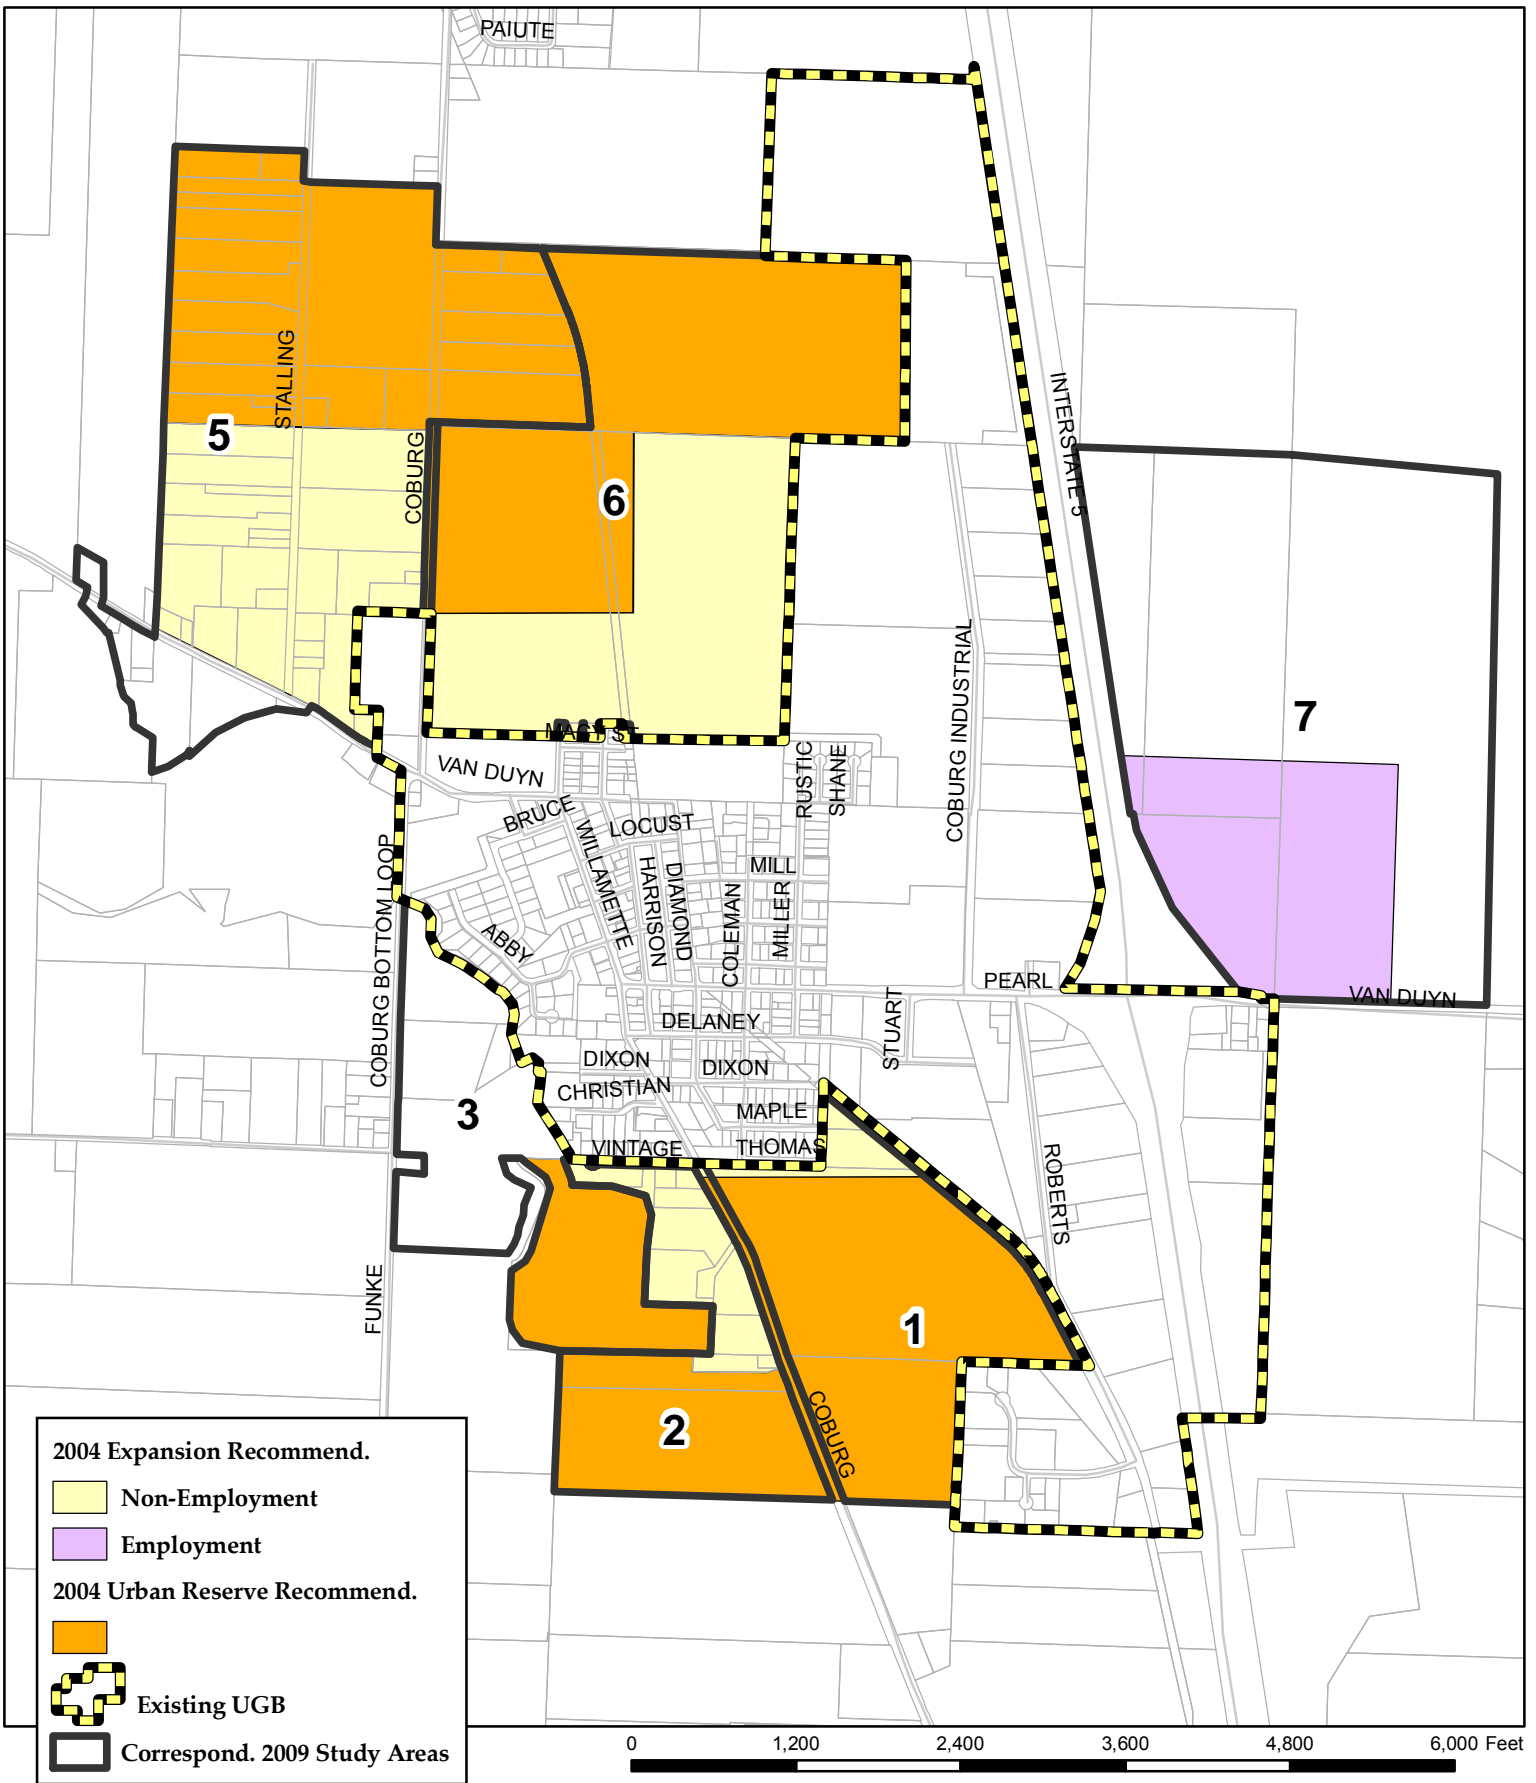 PAIUTE
STALLING
5
COBURG
6
INTERSTATE 5
7
MACY ST
VAN DUYN
BRUCE
LOCUST
WILLAMETTE
HARRISON
DIAMOND
COLEMAN
MILL
MILLER
RUSTIC
SHANE
COBURG INDUSTRIAL
ABBY
COBURG BOTTOM LOOP
PEARL
VAN DUYN
STUART
DELANEY
DIXON
DIXON
CHRISTIAN
MAPLE
3
VINTAGE
THOMAS
ROBERTS
FUNKE
1
2
COBURG
2004 Expansion Recommend.
Non-Employment
Employment
2004 Urban Reserve Recommend.
Existing UGB
Correspond. 2009 Study Areas
0 1,200 2,400 3,600 4,800 6,000 Feet